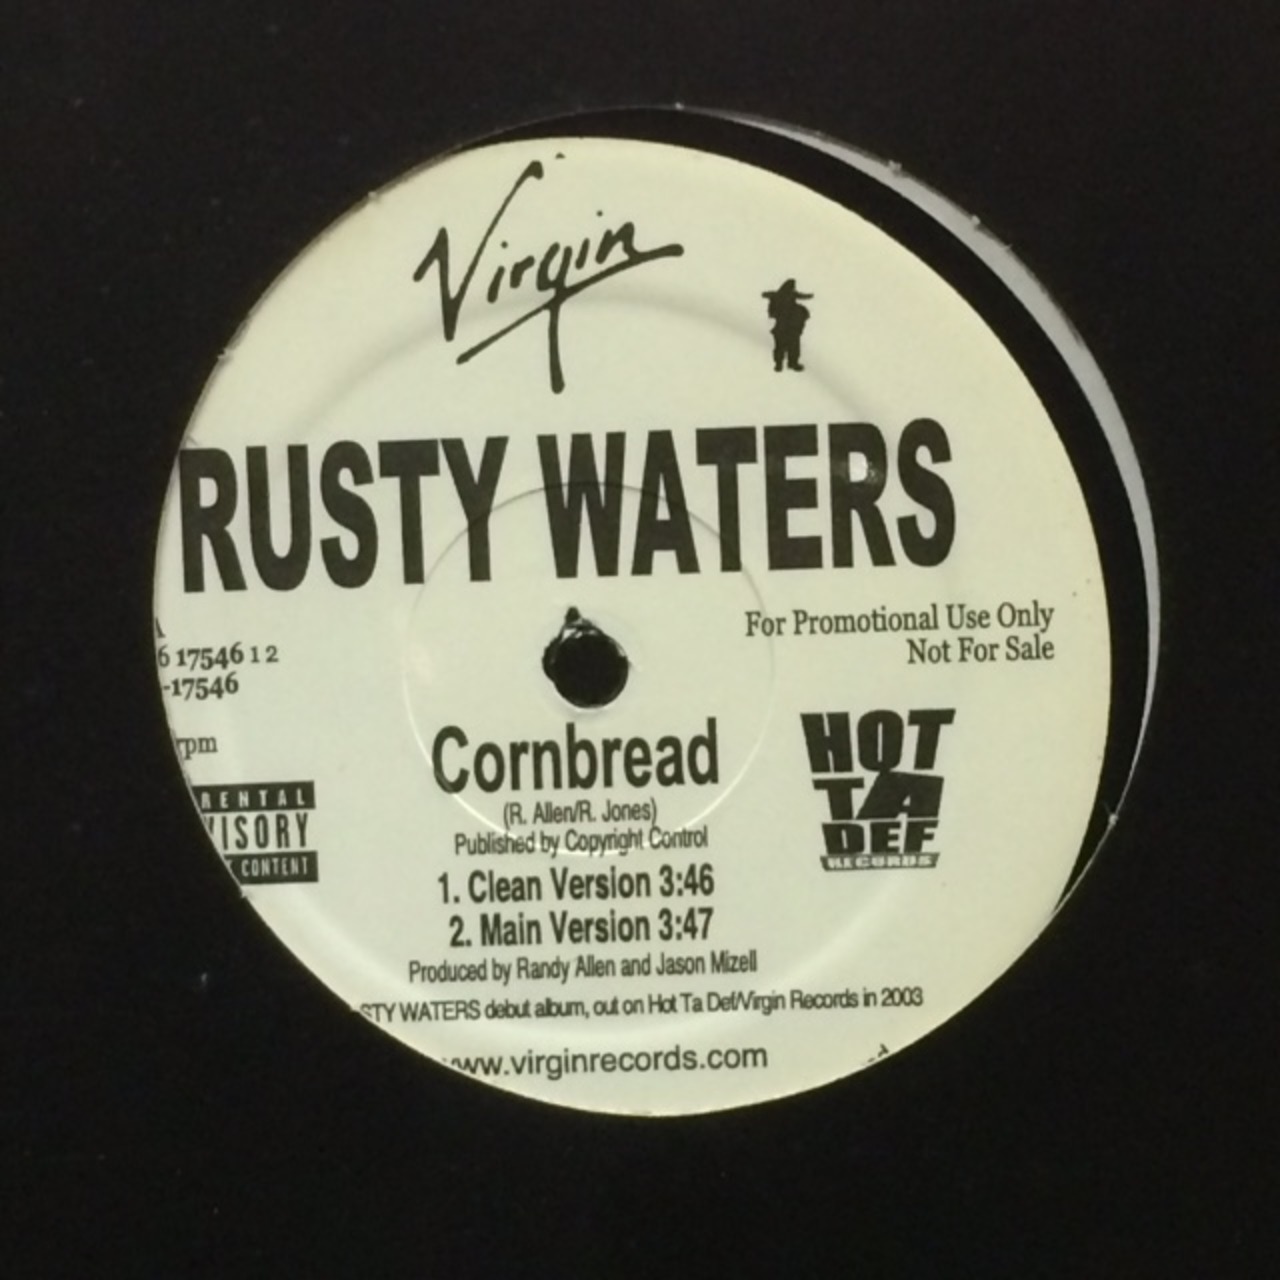 Virgin
RUSTY WATERS
For Promotional Use Only
Not For Sale
6 17546 1 2
-17546
rpm
Cornbread
(R. Allen/R. Jones)
Published by Copyright Control
1. Clean Version 3:46
2. Main Version 3:47
Produced by Randy Allen and Jason Mizell
STY WATERS debut album, out on Hot Ta Def/Virgin Records in 2003
www.virginrecords.com
RENTAL
VISORY
CONTENT
HOT
TA
DEF
RECORDS